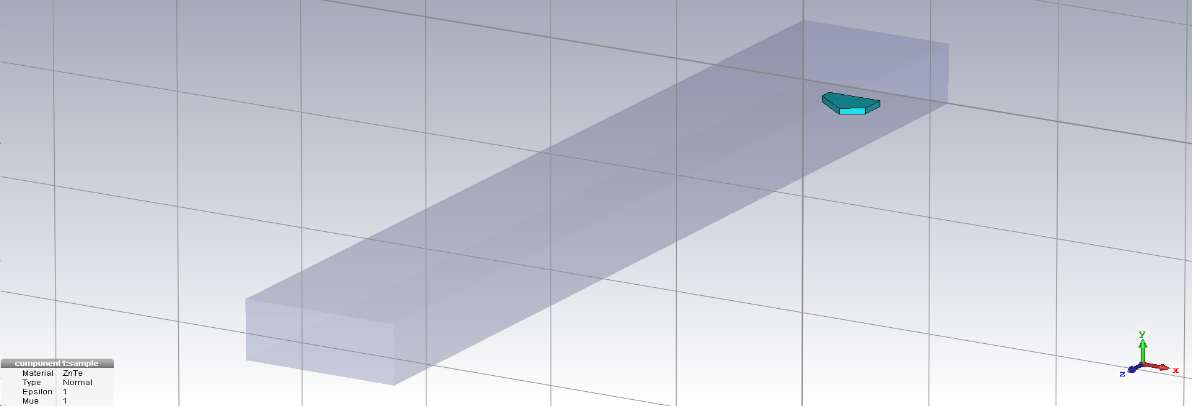 component1:sample
Material ZnTe
Type Normal
Epsilon 1
Mue 1
y
z
x